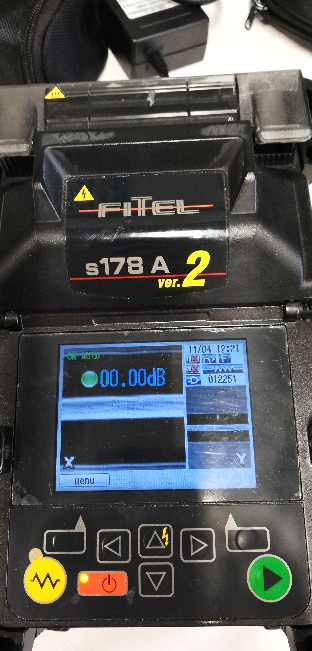 FITEL
s178 A
ver.2
11/04 12:21
00.00dB
012251
X
Y
menu